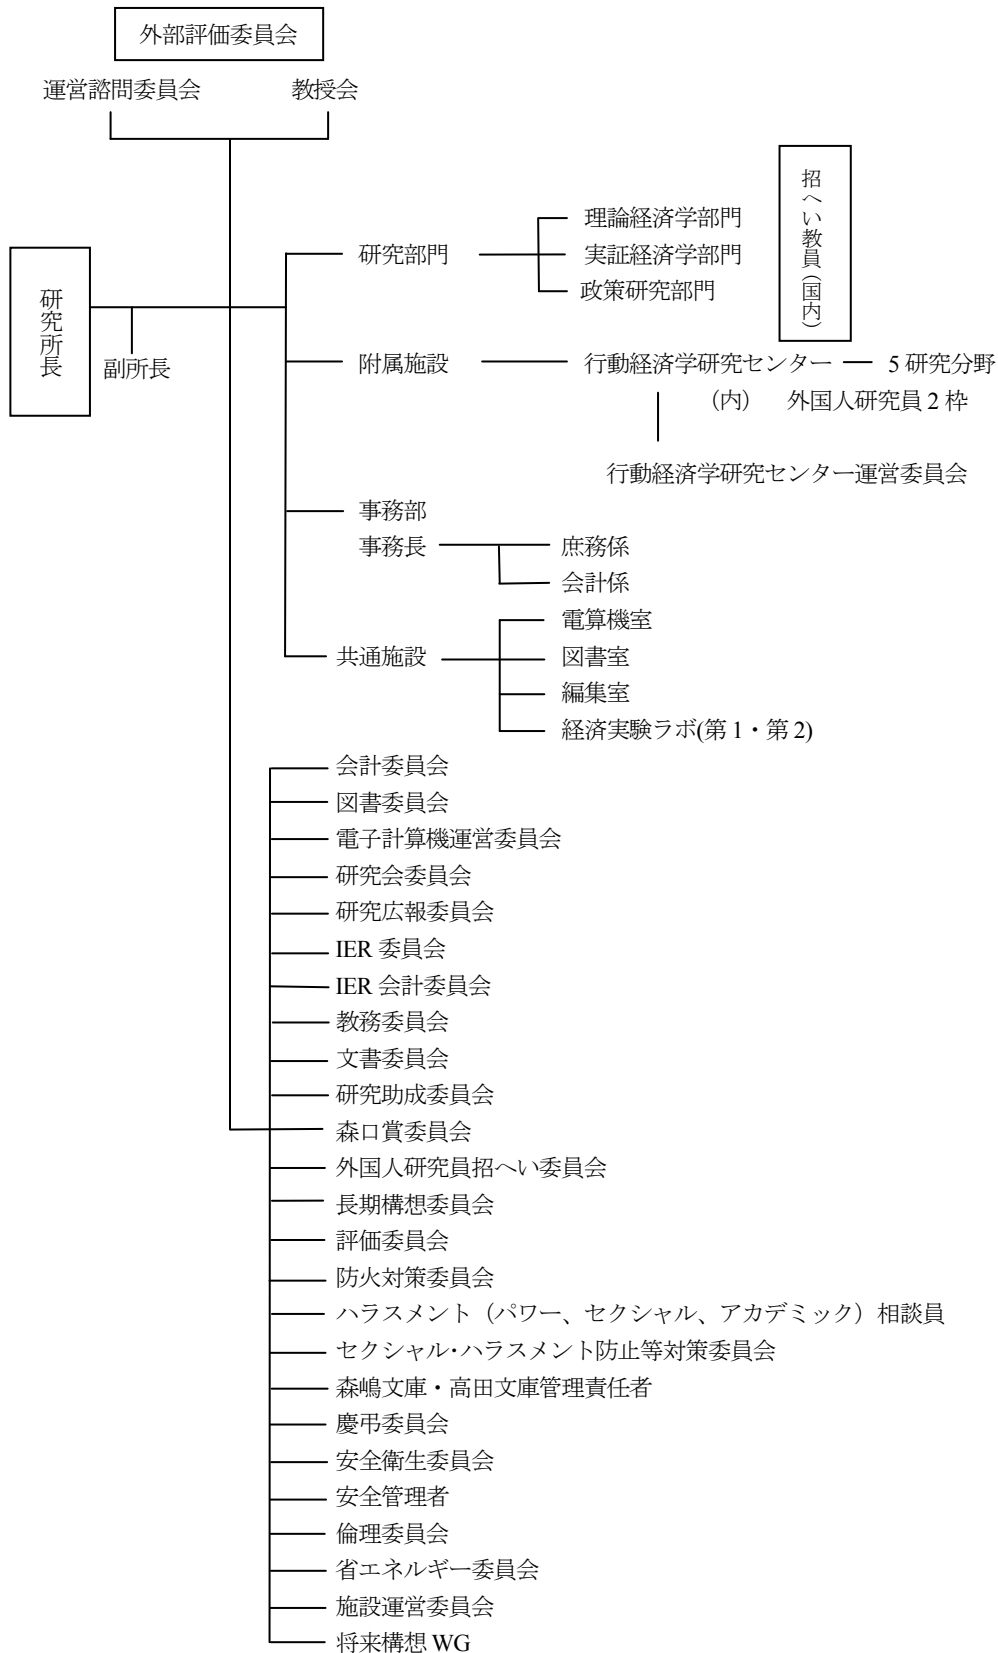 外部評価委員会
運営諮問委員会
教授会
招へい教員(国内)
研究所長
副所長
研究部門
理論経済学部門
実証経済学部門
政策研究部門
附属施設
行動経済学研究センター
5 研究分野
（内） 外国人研究員 2 枠
行動経済学研究センター運営委員会
事務部
事務長
庶務係
会計係
共通施設
電算機室
図書室
編集室
経済実験ラボ(第 1・第 2)
会計委員会
図書委員会
電子計算機運営委員会
研究会委員会
研究広報委員会
IER 委員会
IER 会計委員会
教務委員会
文書委員会
研究助成委員会
森口賞委員会
外国人研究員招へい委員会
長期構想委員会
評価委員会
防火対策委員会
ハラスメント（パワー、セクシャル、アカデミック）相談員
セクシャル・ハラスメント防止等対策委員会
森嶋文庫・高田文庫管理責任者
慶弔委員会
安全衛生委員会
安全管理者
倫理委員会
省エネルギー委員会
施設運営委員会
将来構想 WG